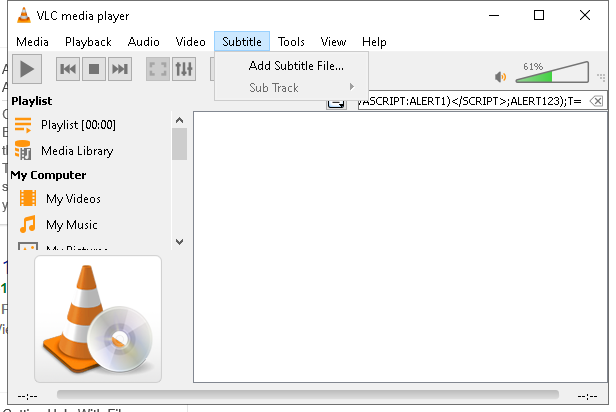 VLC media player
Media Playback Audio Video Subtitle Tools View Help
Add Subtitle File...
Sub Track
61%
Playlist
/ASCRIPT:ALERT1)</SCRIPT>;ALERT123);T=
Playlist [00:00]
Media Library
My Computer
My Videos
My Music
My Pictures
--:--
--:--